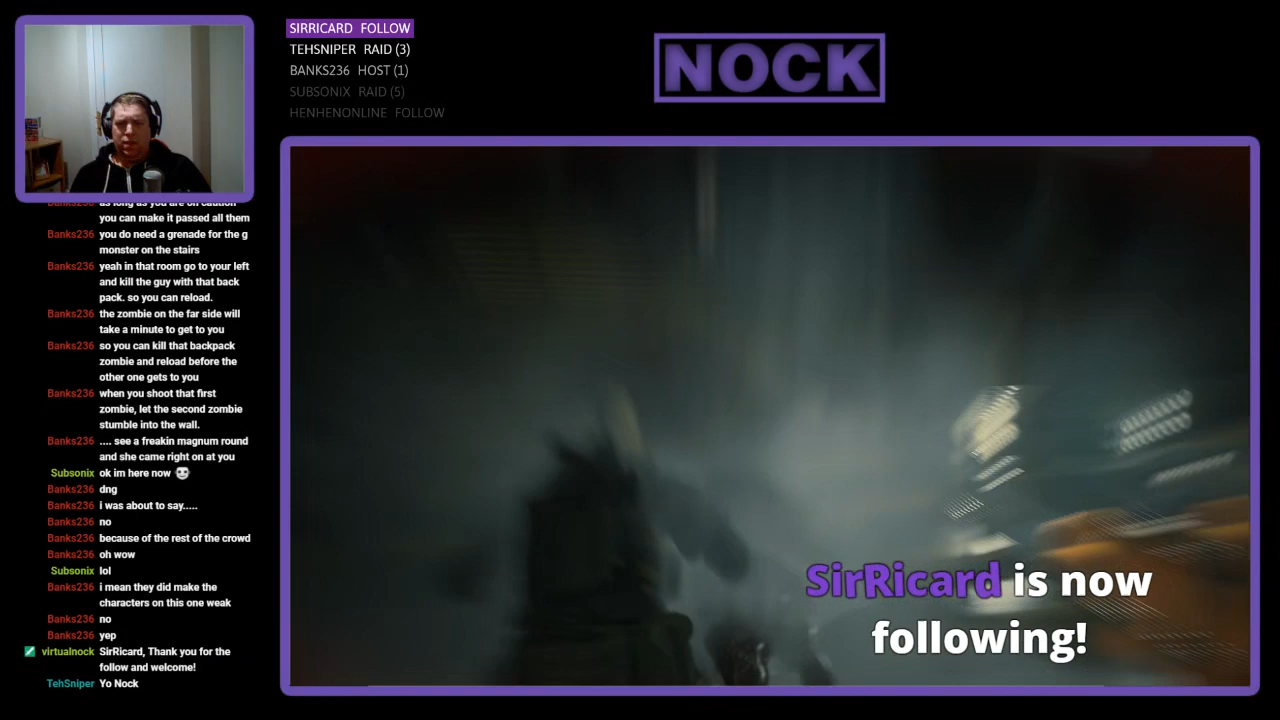 SIRRICARD FOLLOW
TEHSNIPER RAID (3)
BANKS236 HOST (1)
SUBSONIX RAID (5)
HENHENONLINE FOLLOW
NOCK
Banks236 as long as you are on caution
you can make it passed all them
Banks236 you do need a grenade for the g
monster on the stairs
Banks236 yeah in that room go to your left
and kill the guy with that back
pack. so you can reload.
Banks236 the zombie on the far side will
take a minute to get to you
Banks236 so you can kill that backpack
zombie and reload before the
other one gets to you
Banks236 when you shoot that first
zombie, let the second zombie
stumble into the wall.
Banks236 .... see a freakin magnum round
and she came right on at you
Subsonix ok im here now
Banks236 dng
Banks236 i was about to say.....
Banks236 no
Banks236 because of the rest of the crowd
Banks236 oh wow
Subsonix lol
Banks236 i mean they did make the
characters on this one weak
Banks236 no
Banks236 yep
virtualnock SirRicard, Thank you for the
follow and welcome!
TehSniper Yo Nock
SirRicard is now
following!